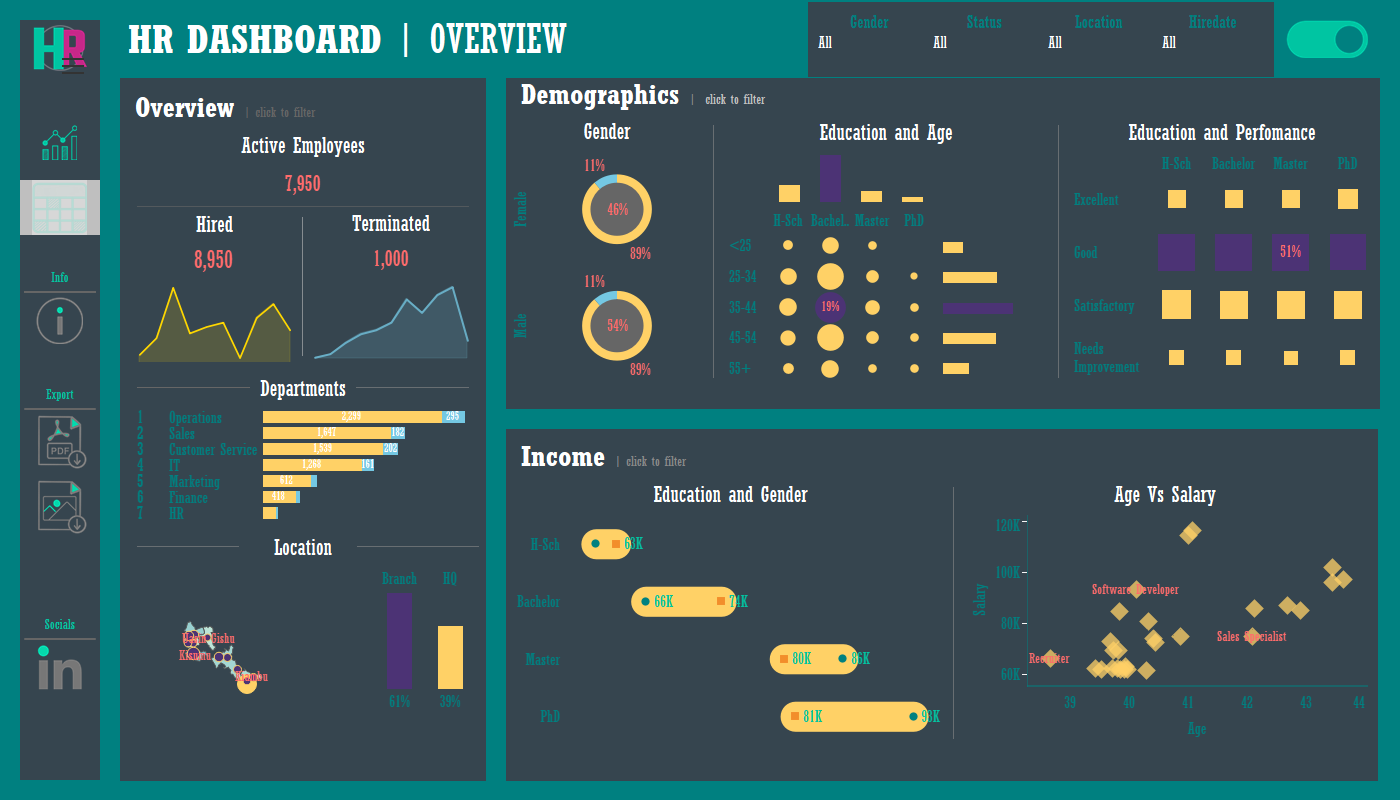 HR
HR DASHBOARD | OVERVIEW
Gender Status Location Hiredate
All All All All
Info
Export
PDF
Socials
in
Overview | click to filter
Active Employees
7,950
Hired Terminated
8,950 1,000
Departments
1 Operations 2,299 295
2 Sales 1,647 182
3 Customer Service 1,539 202
4 IT 1,268 161
5 Marketing 612
6 Finance 418
7 HR
Location
Branch HQ
Kisumu
61% 39%
Demographics | click to filter
Gender
Female
11%
46%
89%
Male
11%
54%
89%
Education and Age
H-Sch Bachel.. Master PhD
<25
25-34
35-44 19%
45-54
55+
Education and Perfomance
H-Sch Bachelor Master PhD
Excellent
Good 51%
Satisfactory
Needs
Improvement
Income | click to filter
Education and Gender
H-Sch 63K
Bachelor 66K 74K
Master 80K 86K
PhD 81K 93K
Age Vs Salary
Salary
120K
100K
80K
60K
Software Developer
Sales Specialist
Recruiter
39 40 41 42 43 44
Age